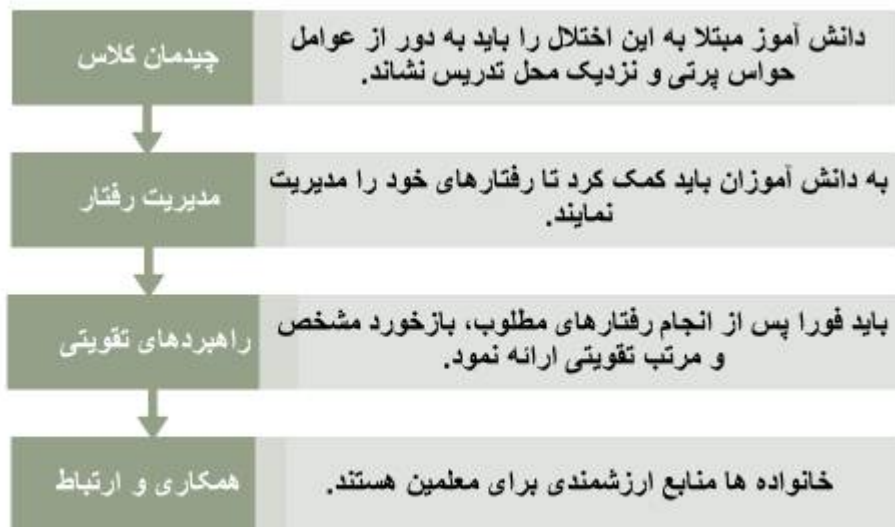 چیدمان کلاس
دانش آموز مبتلا به این اختلال را باید به دور از عوامل
حواس پرتی و نزدیک محل تدریس نشاند.
مدیریت رفتار
به دانش آموزان باید کمک کرد تا رفتارهای خود را مدیریت
نمایند.
راهبردهای تقویتی
باید فورا پس از انجام رفتارهای مطلوب، بازخورد مشخص
و مرتب تقویتی ارائه نمود.
همکاری و ارتباط
خانواده ها منابع ارزشمندی برای معلمین هستند.